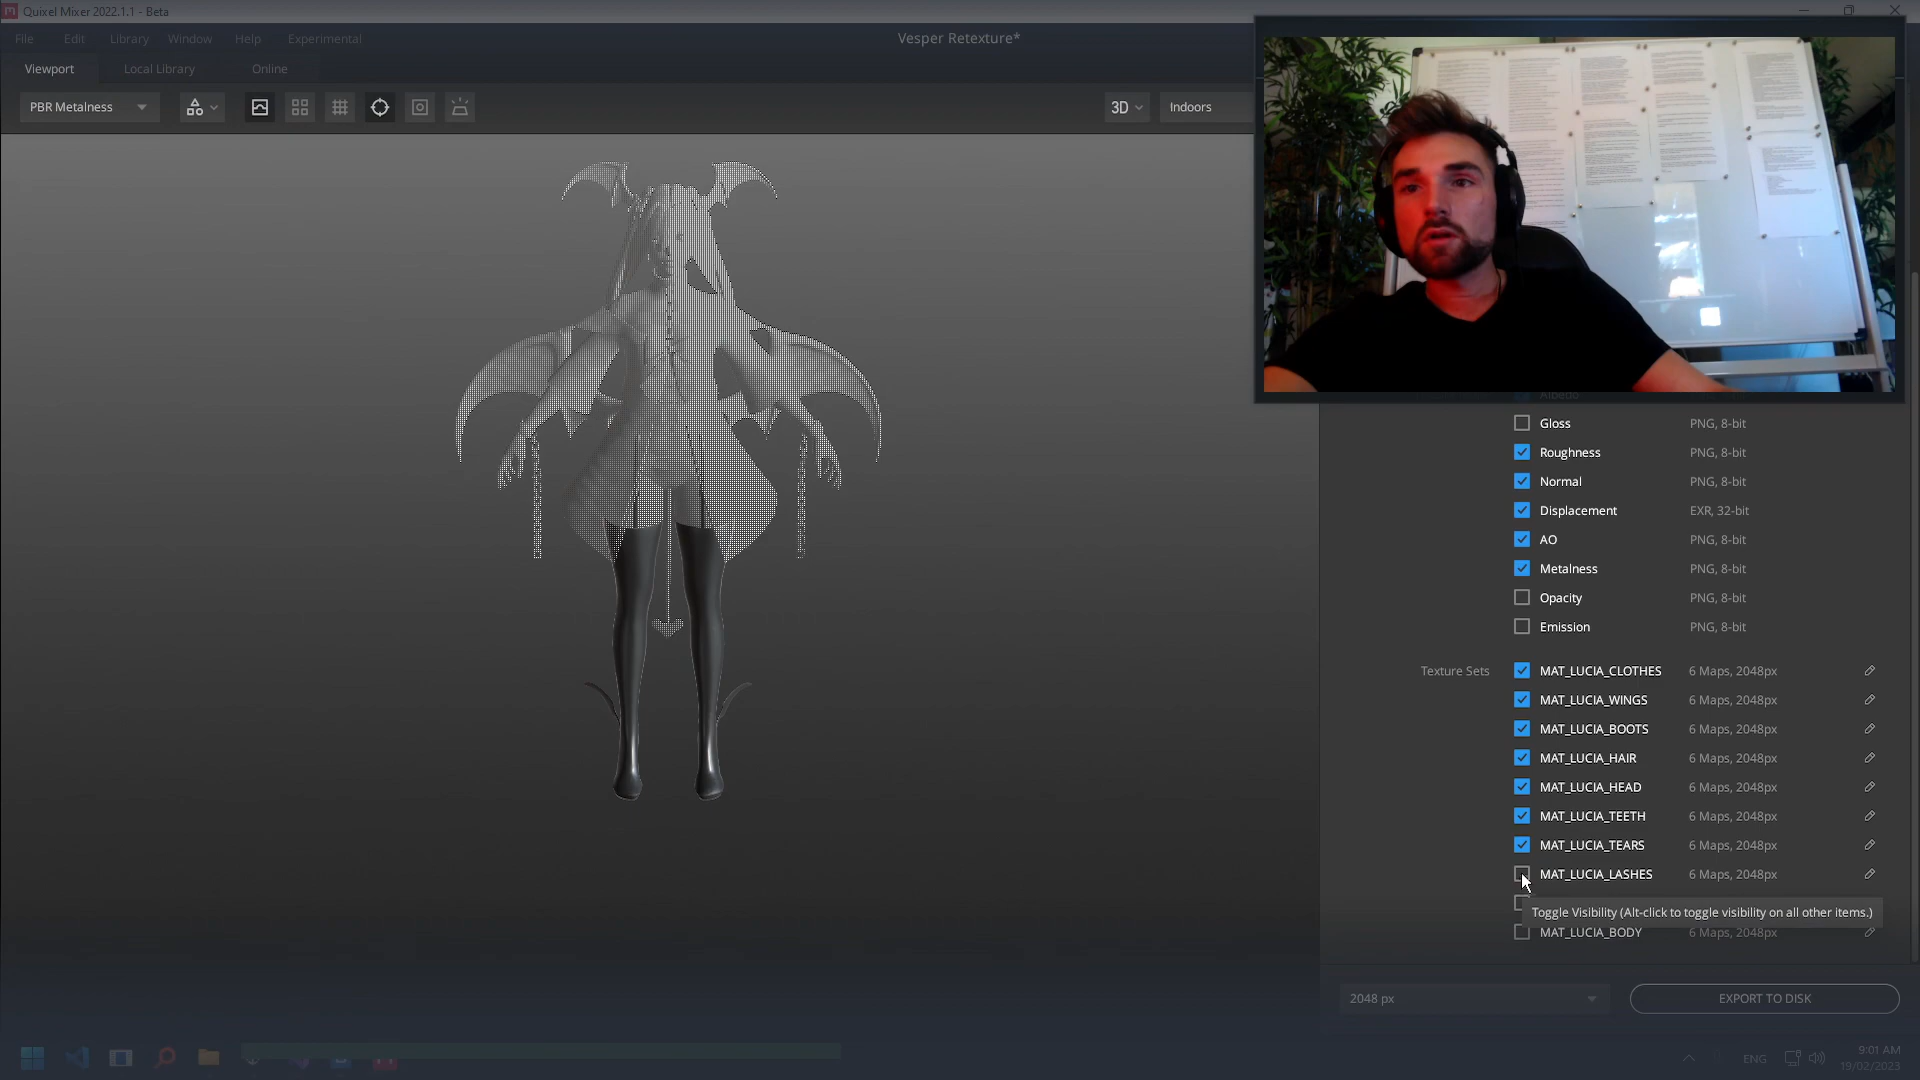 Quixel Mixer 2022.1.1 - Beta
File Edit Library Window Help Experimental
Vesper Retexture*
Viewport Local Library Online
PBR Metalness
3D Indoors
Albedo
Gloss PNG, 8-bit
Roughness PNG, 8-bit
Normal PNG, 8-bit
Displacement EXR, 32-bit
AO PNG, 8-bit
Metalness PNG, 8-bit
Opacity PNG, 8-bit
Emission PNG, 8-bit
Texture Sets MAT_LUCIA_CLOTHES 6 Maps, 2048px
MAT_LUCIA_WINGS 6 Maps, 2048px
MAT_LUCIA_BOOTS 6 Maps, 2048px
MAT_LUCIA_HAIR 6 Maps, 2048px
MAT_LUCIA_HEAD 6 Maps, 2048px
MAT_LUCIA_TEETH 6 Maps, 2048px
MAT_LUCIA_TEARS 6 Maps, 2048px
MAT_LUCIA_LASHES 6 Maps, 2048px
Toggle Visibility (Alt-click to toggle visibility on all other items.)
MAT_LUCIA_BODY 6 Maps, 2048px
2048 px EXPORT TO DISK
ENG
9:01 AM
19/02/2023